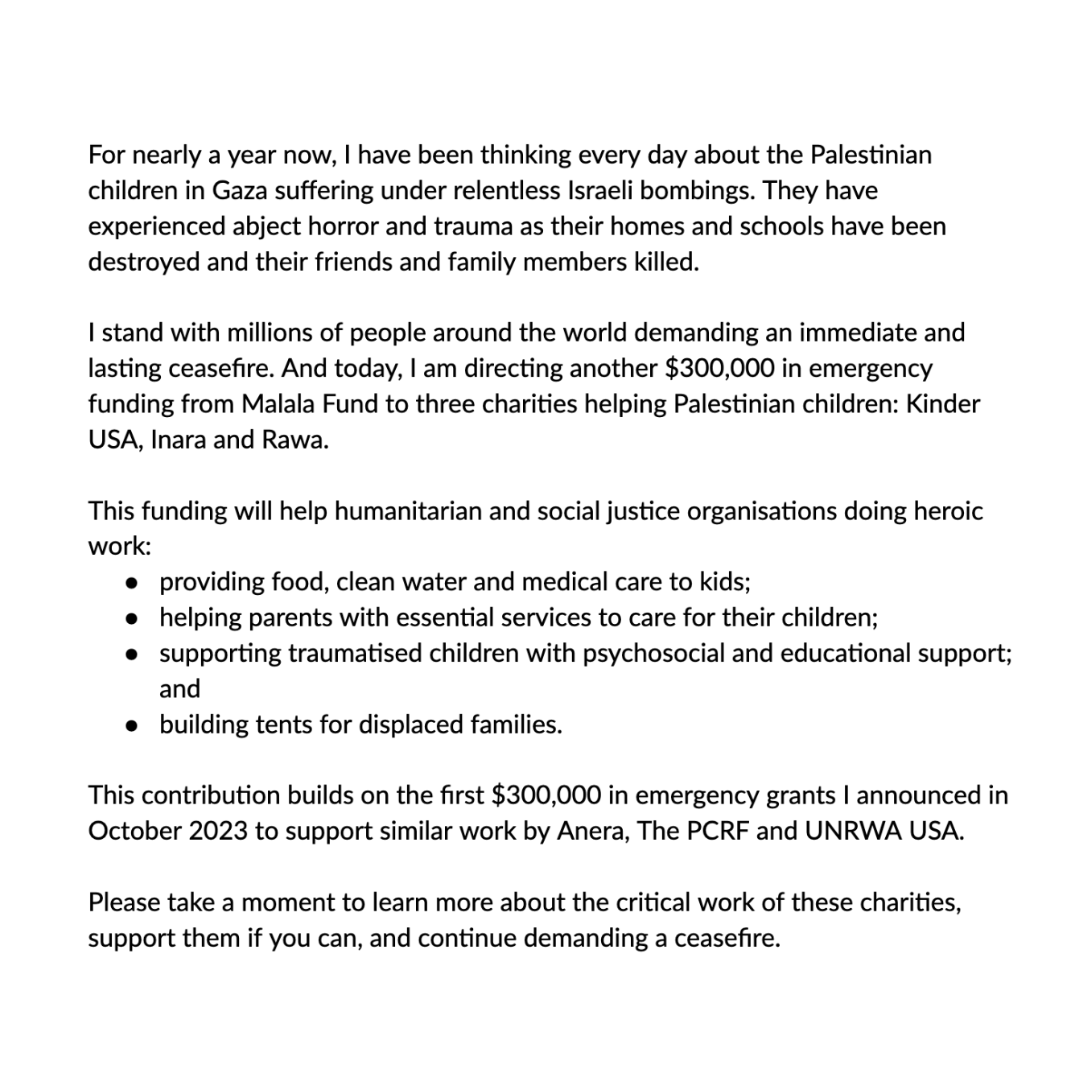 For nearly a year now, I have been thinking every day about the Palestinian
children in Gaza suffering under relentless Israeli bombings. They have
experienced abject horror and trauma as their homes and schools have been
destroyed and their friends and family members killed.
I stand with millions of people around the world demanding an immediate and
lasting ceasefire. And today, I am directing another $300,000 in emergency
funding from Malala Fund to three charities helping Palestinian children: Kinder
USA, Inara and Rawa.
This funding will help humanitarian and social justice organisations doing heroic
work:
● providing food, clean water and medical care to kids;
● helping parents with essential services to care for their children;
● supporting traumatised children with psychosocial and educational support;
and
● building tents for displaced families.
This contribution builds on the first $300,000 in emergency grants I announced in
October 2023 to support similar work by Anera, The PCRF and UNRWA USA.
Please take a moment to learn more about the critical work of these charities,
support them if you can, and continue demanding a ceasefire.